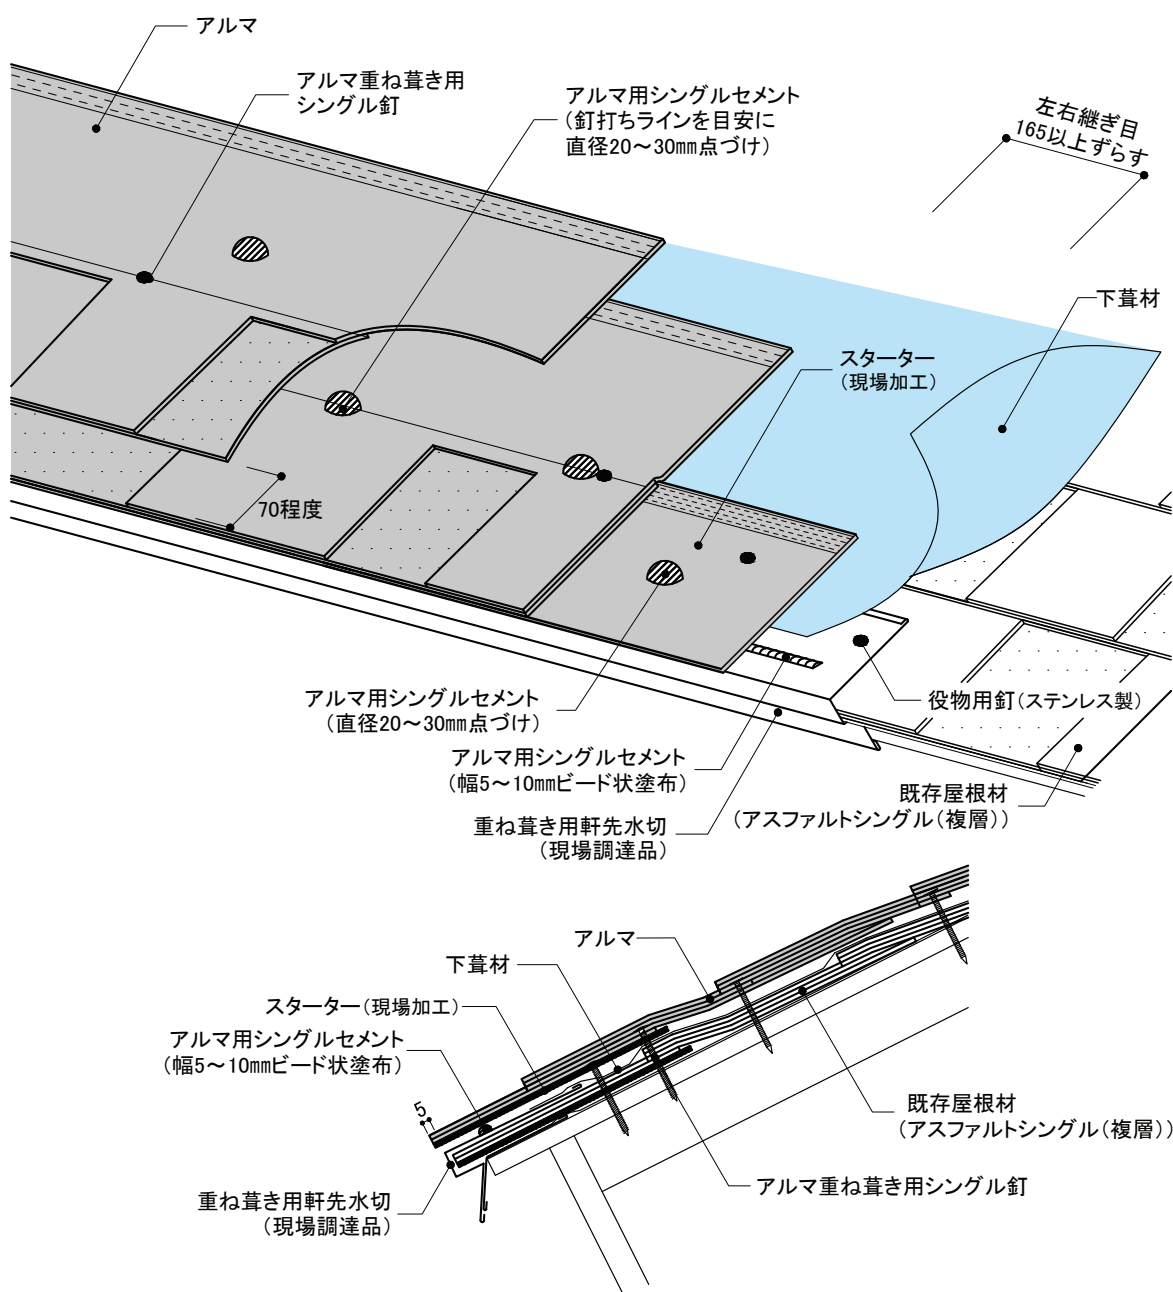 アルマ
アルマ重ね葺き用
シングル釘
アルマ用シングルセメント
(釘打ちラインを目安に
直径20〜30mm点づけ)
左右継ぎ目
165以上ずらす
下葺材
スターター
(現場加工)
70程度
アルマ用シングルセメント
(直径20〜30mm点づけ)
役物用釘(ステンレス製)
アルマ用シングルセメント
(幅5〜10mmビード状塗布)
既存屋根材
(アスファルトシングル(複層))
重ね葺き用軒先水切
(現場調達品)
アルマ
下葺材
スターター(現場加工)
アルマ用シングルセメント
(幅5〜10mmビード状塗布)
5
既存屋根材
(アスファルトシングル(複層))
アルマ重ね葺き用シングル釘
重ね葺き用軒先水切
(現場調達品)